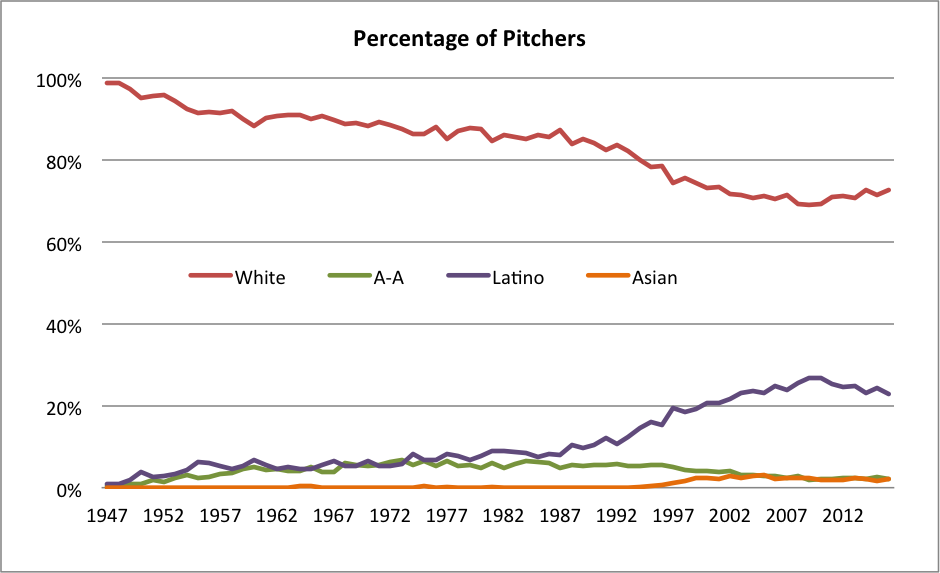 Percentage of Pitchers
100%
80%
60%
White A-A Latino Asian
40%
20%
0%
1947 1952 1957 1962 1967 1972 1977 1982 1987 1992 1997 2002 2007 2012